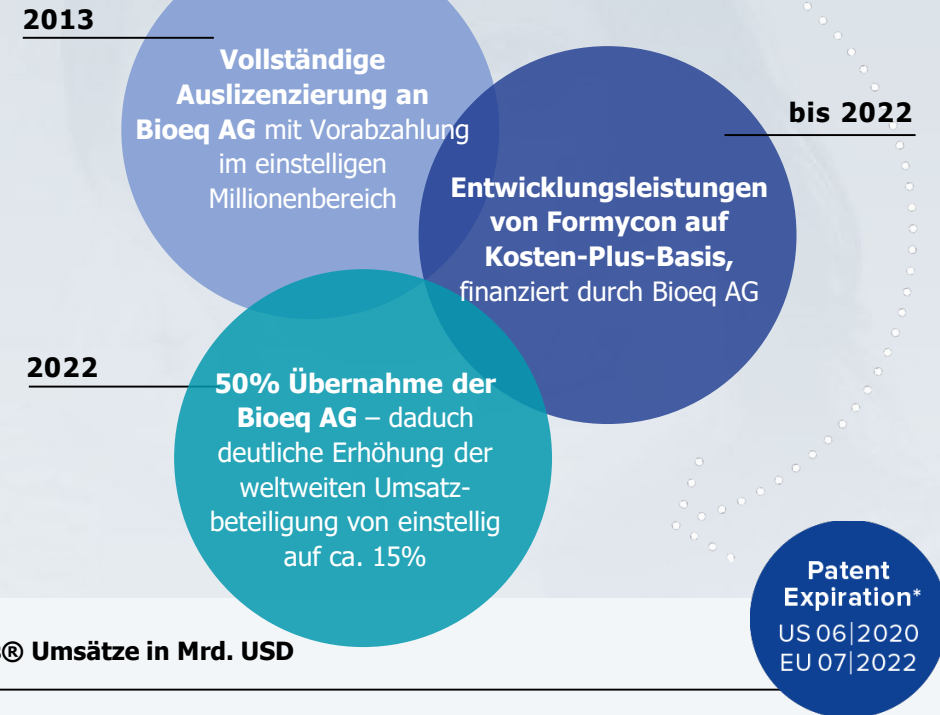 2013
Vollständige
Auslizenzierung an
Bioeq AG mit Vorabzahlung
im einstelligen
Millionenbereich
bis 2022
Entwicklungsleistungen
von Formycon auf
Kosten-Plus-Basis,
finanziert durch Bioeq AG
2022
50% Übernahme der
Bioeq AG – daduch
deutliche Erhöhung der
weltweiten Umsatz-
beteiligung von einstellig
auf ca. 15%
Patent
Expiration*
US 06|2020
EU 07|2022
® Umsätze in Mrd. USD